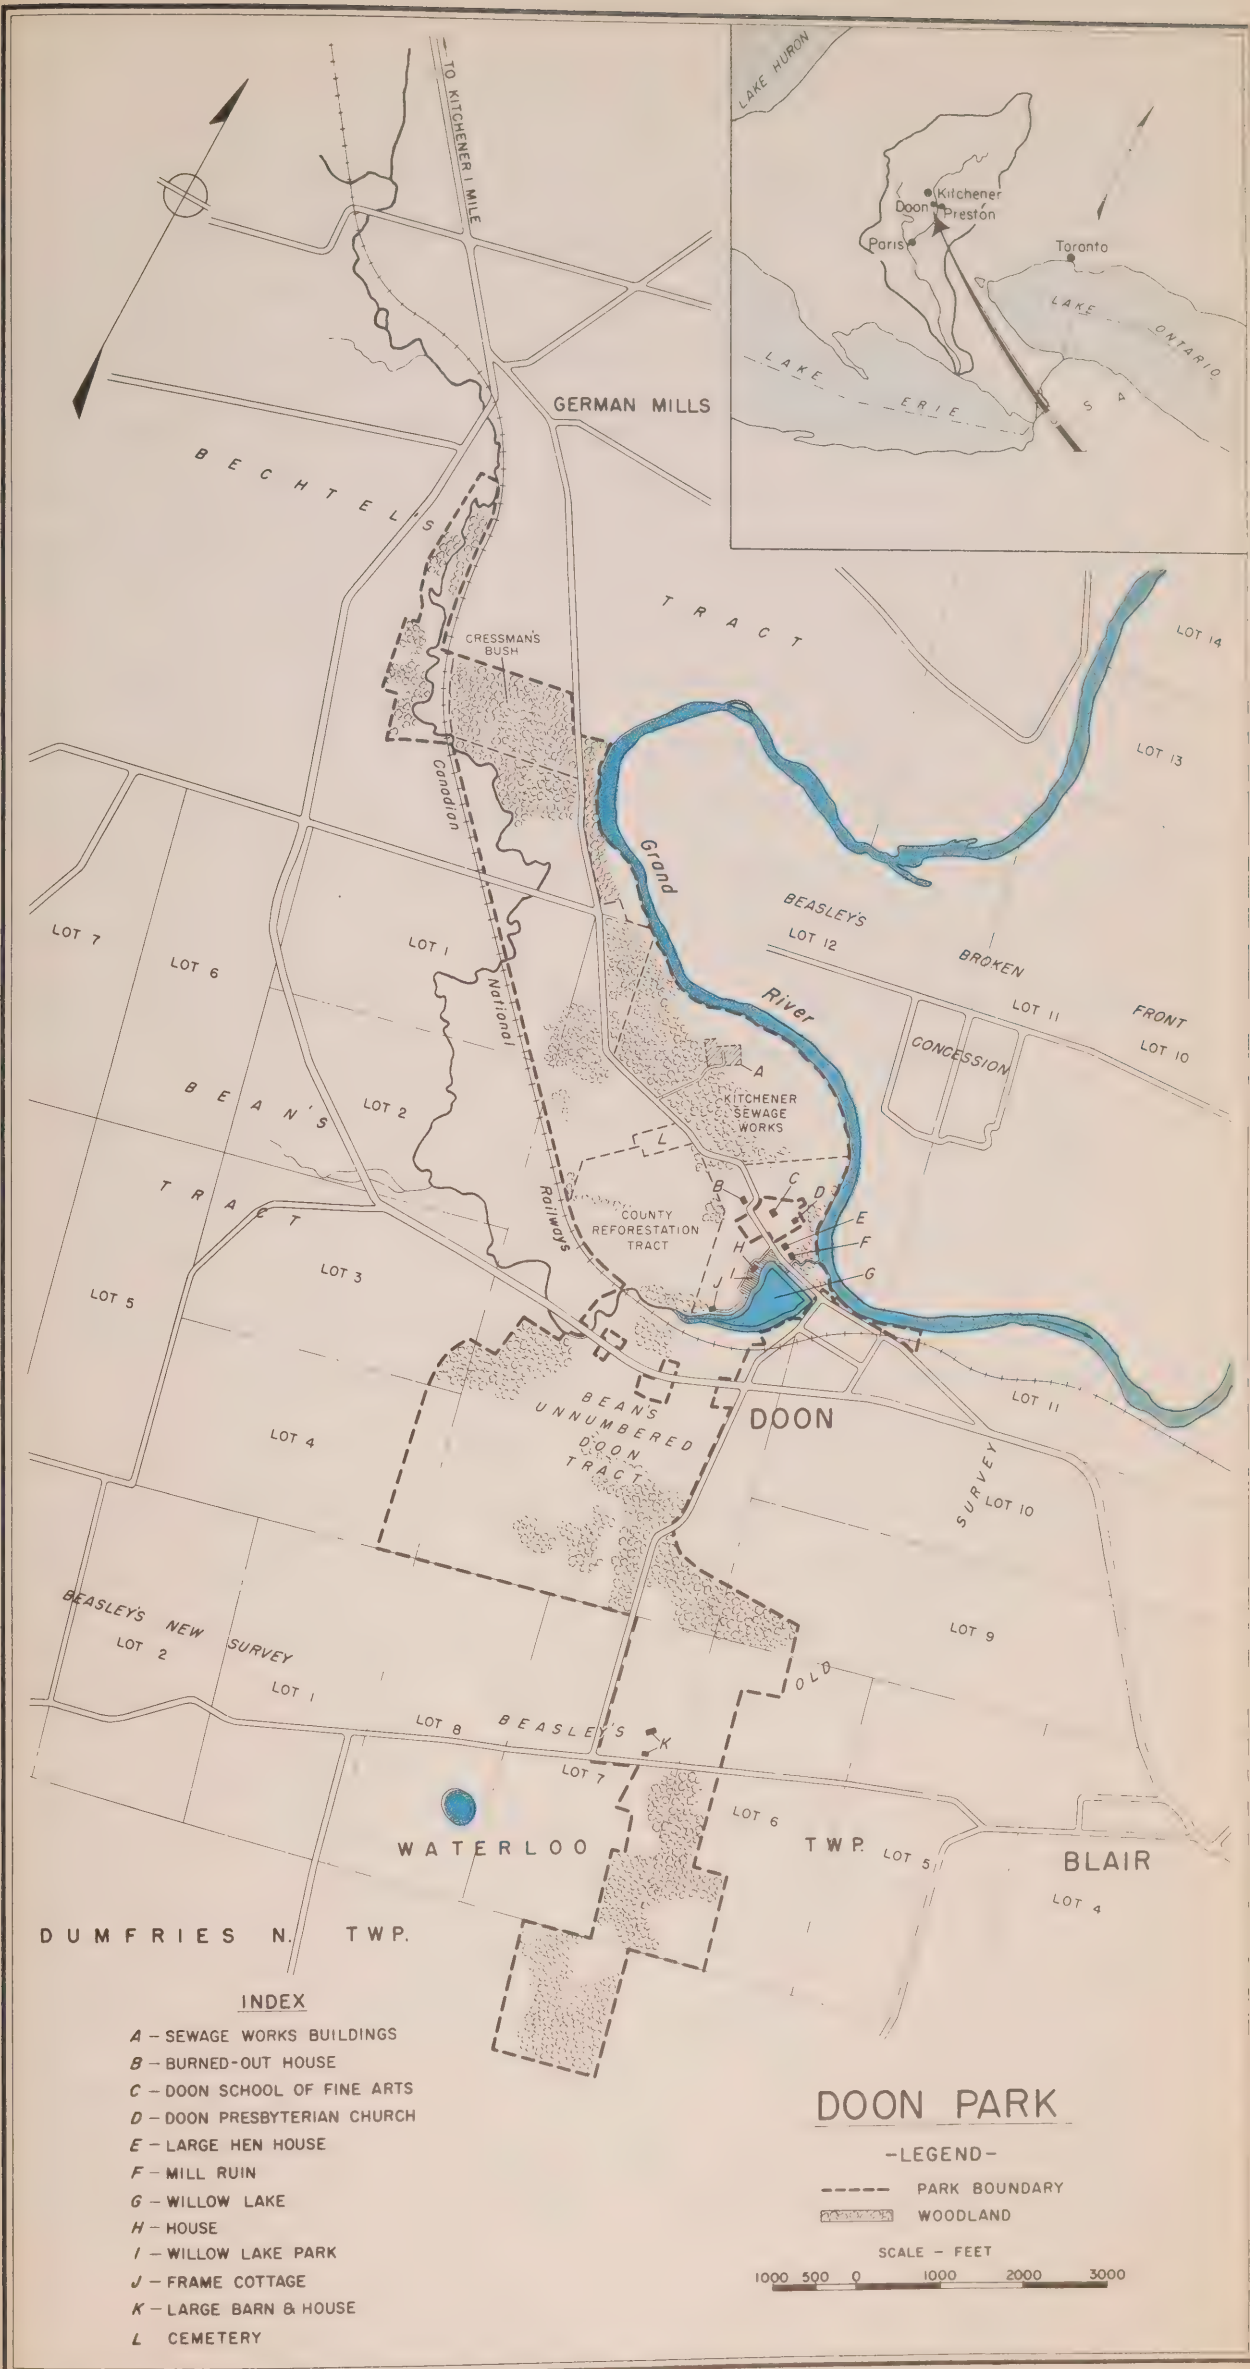 TO KITCHENER 1 MILE
LAKE HURON
Kitchener
Doon
Preston
Paris
Toronto
LAKE ONTARIO
LAKE ERIE
S A
GERMAN MILLS
BECHTEL'S
TRACT
CRESSMAN'S
BUSH
LOT 14
LOT 13
Canadian
National
Railways
Grand
River
BEASLEY'S
BROKEN
FRONT
CONCESSION
LOT 12
LOT 11
LOT 10
LOT 7
LOT 6
LOT 1
BEAN'S
TRACT
LOT 2
LOT 3
LOT 5
LOT 4
A
KITCHENER
SEWAGE
WORKS
L
B
C
D
E
F
G
H
I
J
COUNTY
REFORESTATION
TRACT
BEAN'S
UNNUMBERED
DOON
TRACT
DOON
LOT 11
LOT 10
SURVEY
LOT 9
OLD
BEASLEY'S NEW SURVEY
LOT 2
LOT 1
LOT 8
BEASLEY'S
K
LOT 7
LOT 6
WATERLOO TWP.
LOT 5
BLAIR
LOT 4
DUMFRIES N. TWP.
INDEX
A – SEWAGE WORKS BUILDINGS
B – BURNED-OUT HOUSE
C – DOON SCHOOL OF FINE ARTS
D – DOON PRESBYTERIAN CHURCH
E – LARGE HEN HOUSE
F – MILL RUIN
G – WILLOW LAKE
H – HOUSE
I – WILLOW LAKE PARK
J – FRAME COTTAGE
K – LARGE BARN & HOUSE
L CEMETERY
DOON PARK
–LEGEND–
PARK BOUNDARY
WOODLAND
SCALE – FEET
1000 500 0 1000 2000 3000